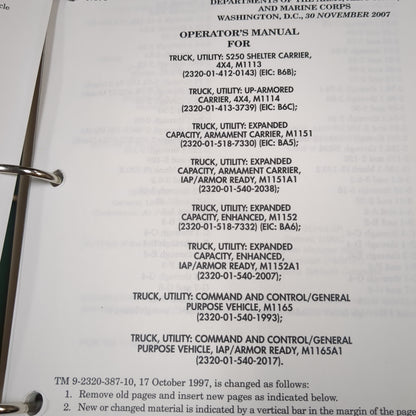 DEPARTMENTS OF THE
AND MARINE CORPS
WASHINGTON, D.C., 30 NOVEMBER 2007
OPERATOR'S MANUAL
FOR
TRUCK, UTILITY: S250 SHELTER CARRIER,
4X4, M1113
(2320-01-412-0143) (EIC: B6B);
TRUCK, UTILITY: UP-ARMORED
CARRIER, 4X4, M1114
(2320-01-413-3739) (EIC: B6C);
TRUCK, UTILITY: EXPANDED
CAPACITY, ARMAMENT CARRIER, M1151
(2320-01-518-7330) (EIC: BA5);
TRUCK, UTILITY: EXPANDED
CAPACITY, ARMAMENT CARRIER,
IAP/ARMOR READY, M1151A1
(2320-01-540-2038);
TRUCK, UTILITY: EXPANDED
CAPACITY, ENHANCED, M1152
(2320-01-518-7332) (EIC: BA6);
TRUCK, UTILITY: EXPANDED
CAPACITY, ENHANCED,
IAP/ARMOR READY, M1152A1
(2320-01-540-2007);
TRUCK, UTILITY: COMMAND AND CONTROL/GENERAL
PURPOSE VEHICLE, M1165
(2320-01-540-1993);
TRUCK, UTILITY: COMMAND AND CONTROL/GENERAL
PURPOSE VEHICLE, IAP/ARMOR READY, M1165A1
(2320-01-540-2017).
TM 9-2320-387-10, 17 October 1997, is changed as follows:
1. Remove old pages and insert new pages as indicated below.
2. New or changed material is indicated by a vertical bar in the margin of the page